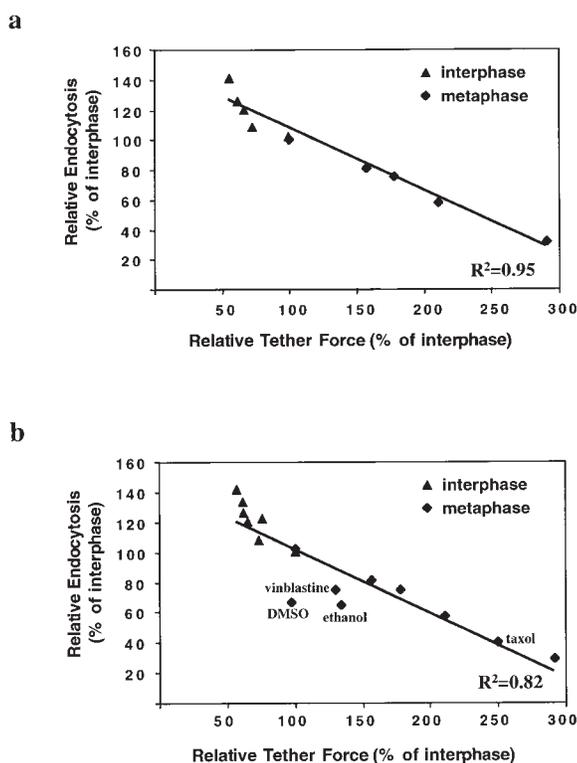 a
160
140
120
100
80
60
40
20
Relative Endocytosis
(% of interphase)
▲ interphase
◆ metaphase
R²=0.95
50 100 150 200 250 300
Relative Tether Force (% of interphase)
b
160
140
120
100
80
60
40
20
Relative Endocytosis
(% of interphase)
▲ interphase
◆ metaphase
vinblastine
DMSO
ethanol
taxol
R²=0.82
50 100 150 200 250 300
Relative Tether Force (% of interphase)